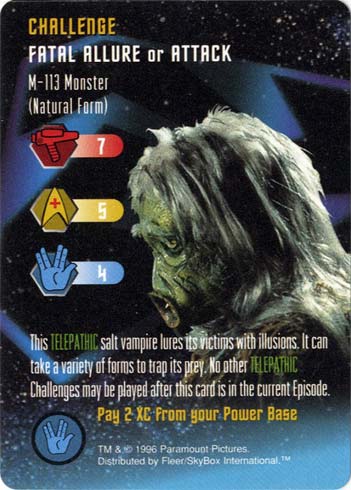 CHALLENGE
FATAL ALLURE or ATTACK
M-113 Monster
(Natural Form)
7
5
4
This TELEPATHIC salt vampire lures its victims with illusions. It can
take a variety of forms to trap its prey. No other TELEPATHIC
Challenges may be played after this card is in the current Episode.
Pay 2 XC From your Power Base
TM & © 1996 Paramount Pictures.
Distributed by Fleer/SkyBox International.™